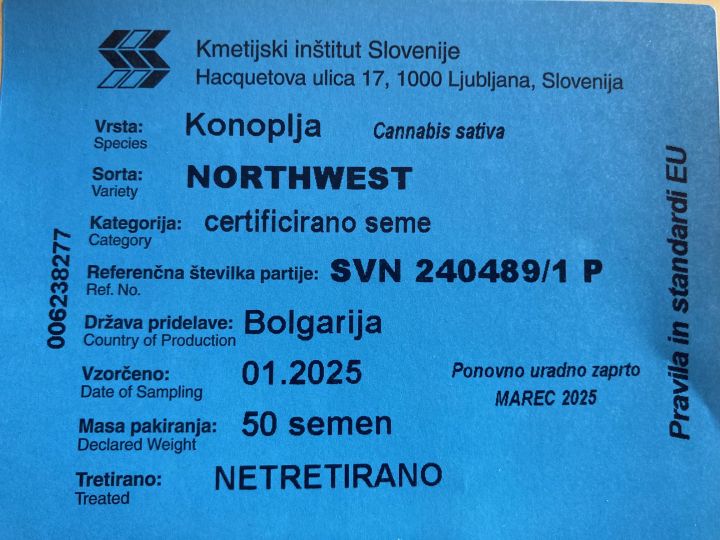 Kmetijski inštitut Slovenije
Hacquetova ulica 17, 1000 Ljubljana, Slovenija
Vrsta: Konoplja Cannabis sativa
Species
Sorta: NORTHWEST
Variety
Kategorija: certificirano seme
Category
Referenčna številka partije: SVN 240489/1 P
Ref. No.
Država pridelave: Bolgarija
Country of Production
Vzorčeno: 01.2025 Ponovno uradno zaprto
Date of Sampling MAREC 2025
Masa pakiranja: 50 semen
Declared Weight
Tretirano: NETRETIRANO
Treated
006238277
Pravila in standardi EU